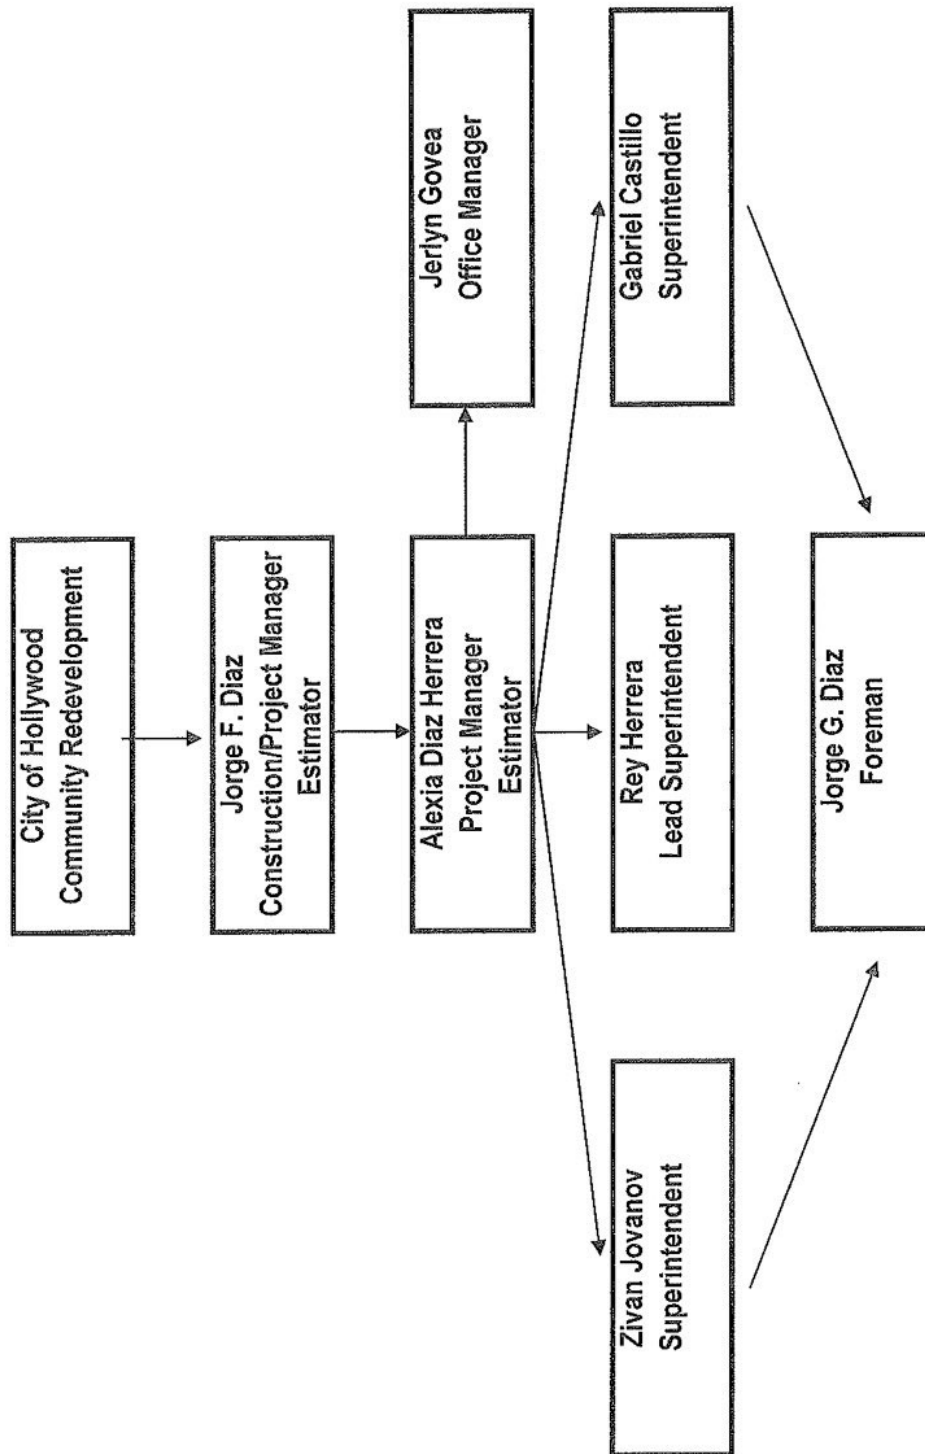 City of Hollywood
Community Redevelopment
Jorge F. Diaz
Construction/Project Manager
Estimator
Alexia Diaz Herrera
Project Manager
Estimator
Jerlyn Govea
Office Manager
Zivan Jovanov
Superintendent
Rey Herrera
Lead Superintendent
Gabriel Castillo
Superintendent
Jorge G. Diaz
Foreman